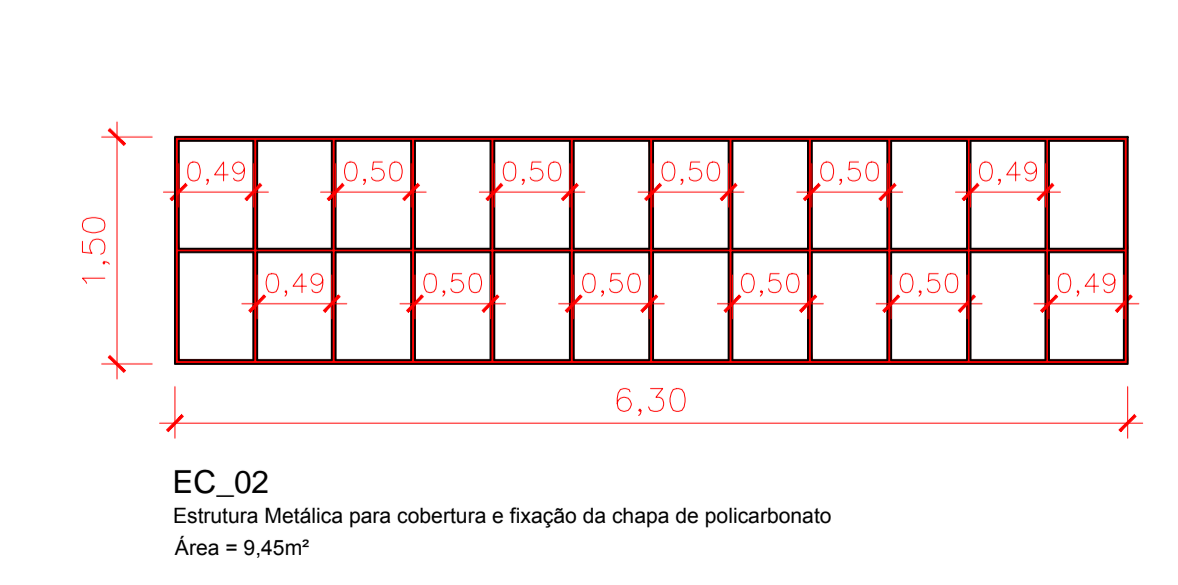 0,49 0,50 0,50 0,50 0,50 0,49
1,50
0,49 0,50 0,50 0,50 0,50 0,49
6,30
EC_02
Estrutura Metálica para cobertura e fixação da chapa de policarbonato
Área = 9,45m²